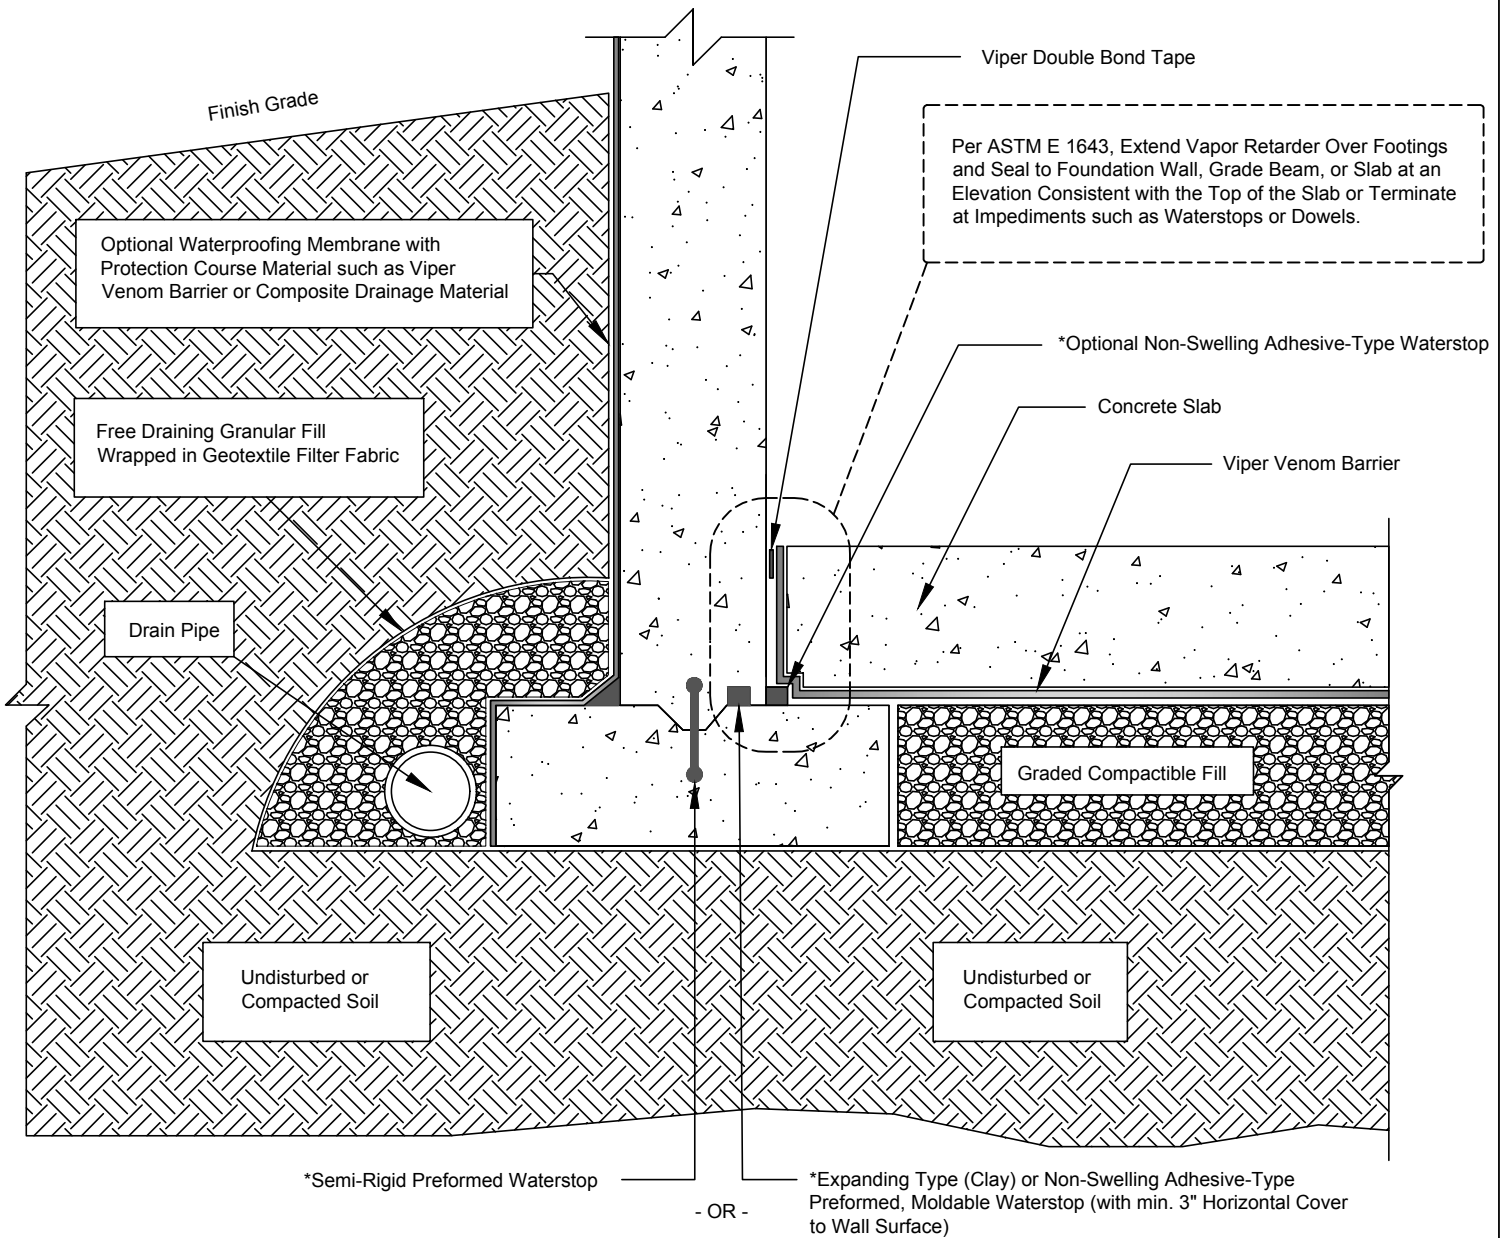 Viper Double Bond Tape
Finish Grade
Per ASTM E 1643, Extend Vapor Retarder Over Footings
and Seal to Foundation Wall, Grade Beam, or Slab at an
Elevation Consistent with the Top of the Slab or Terminate
at Impediments such as Waterstops or Dowels.
Optional Waterproofing Membrane with
Protection Course Material such as Viper
Venom Barrier or Composite Drainage Material
*Optional Non-Swelling Adhesive-Type Waterstop
Concrete Slab
Free Draining Granular Fill
Wrapped in Geotextile Filter Fabric
Viper Venom Barrier
Drain Pipe
Graded Compactible Fill
Undisturbed or
Compacted Soil
Undisturbed or
Compacted Soil
*Semi-Rigid Preformed Waterstop
- OR -
*Expanding Type (Clay) or Non-Swelling Adhesive-Type
Preformed, Moldable Waterstop (with min. 3" Horizontal Cover
to Wall Surface)